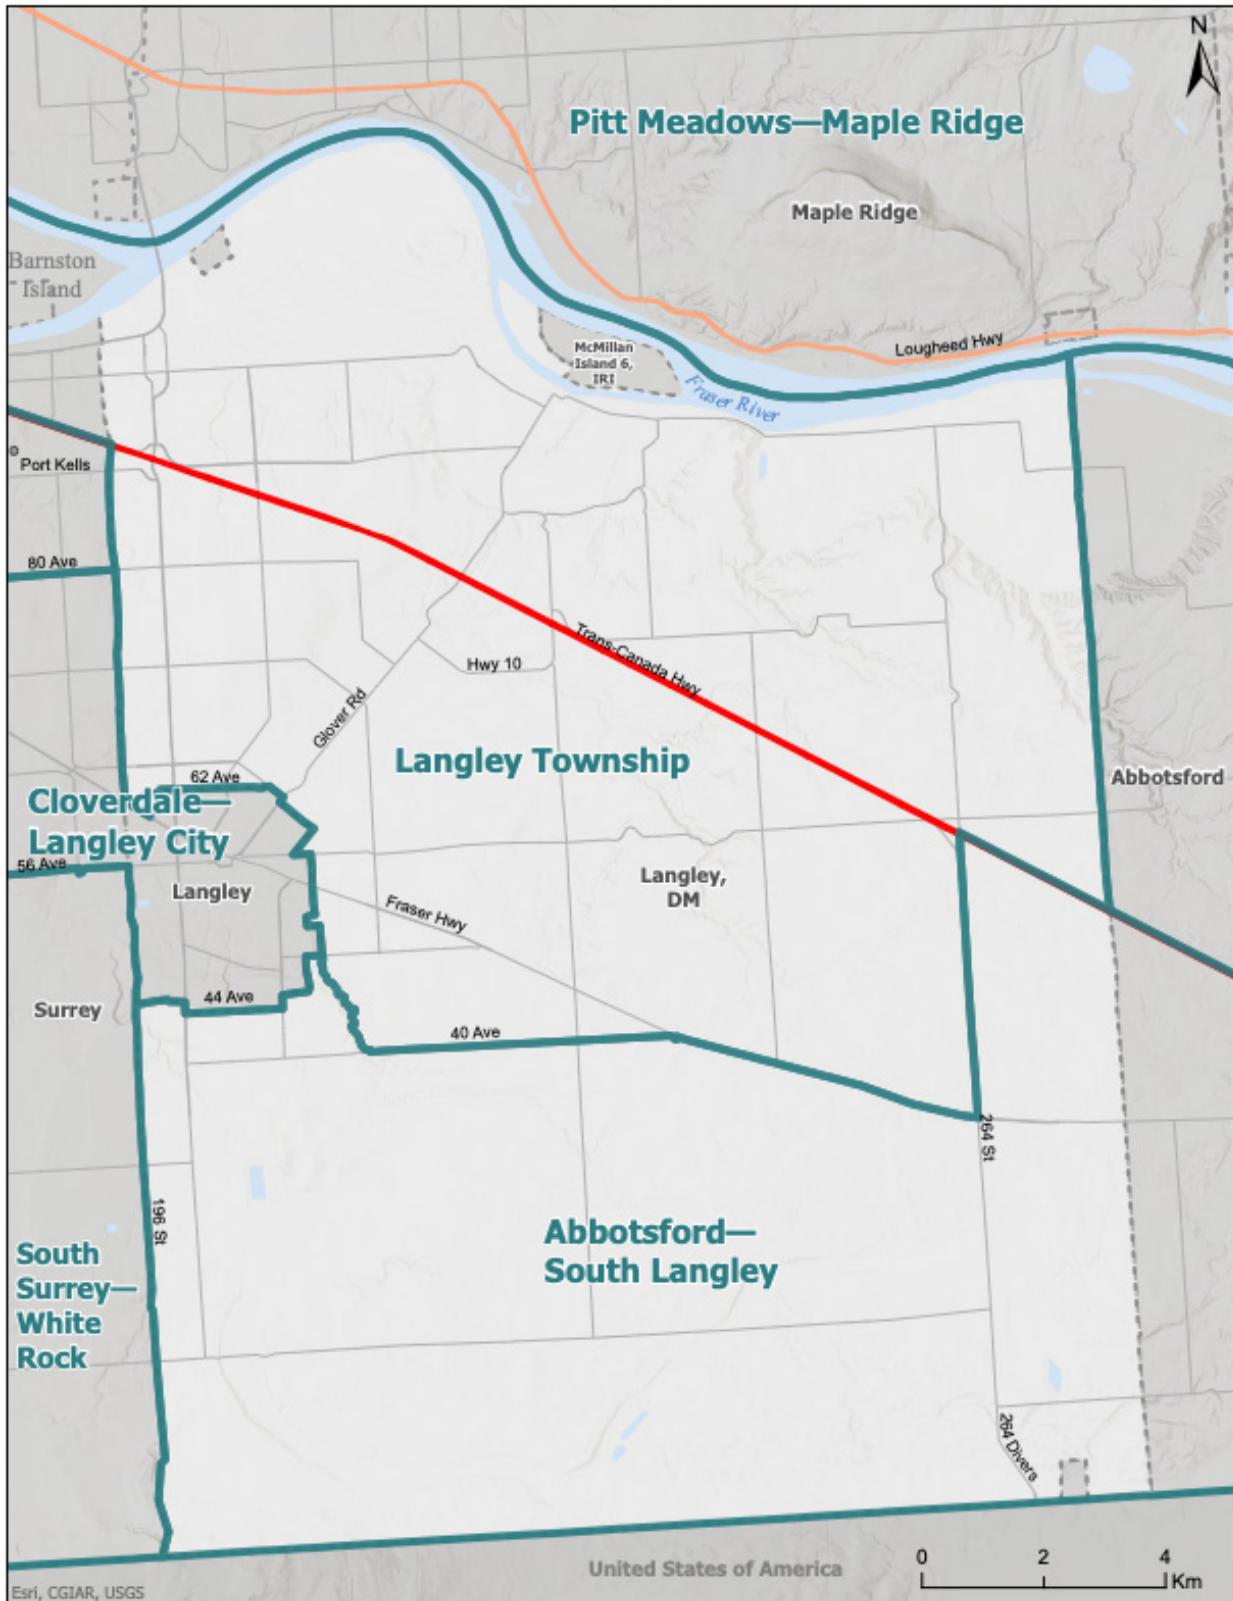 N
Pitt Meadows—Maple Ridge
Maple Ridge
Barnston
Island
McMillan
Island 6,
IRI
Lougheed Hwy
Fraser River
Port Kells
80 Ave
Trans-Canada Hwy
Hwy 10
Glover Rd
Langley Township
62 Ave
Abbotsford
Cloverdale—
Langley City
56 Ave
Langley
Langley,
DM
Fraser Hwy
44 Ave
Surrey
40 Ave
264 St
196 St
Abbotsford—
South Langley
South
Surrey—
White
Rock
264 Divers
United States of America
0 2 4
Km
Esri, CGIAR, USGS